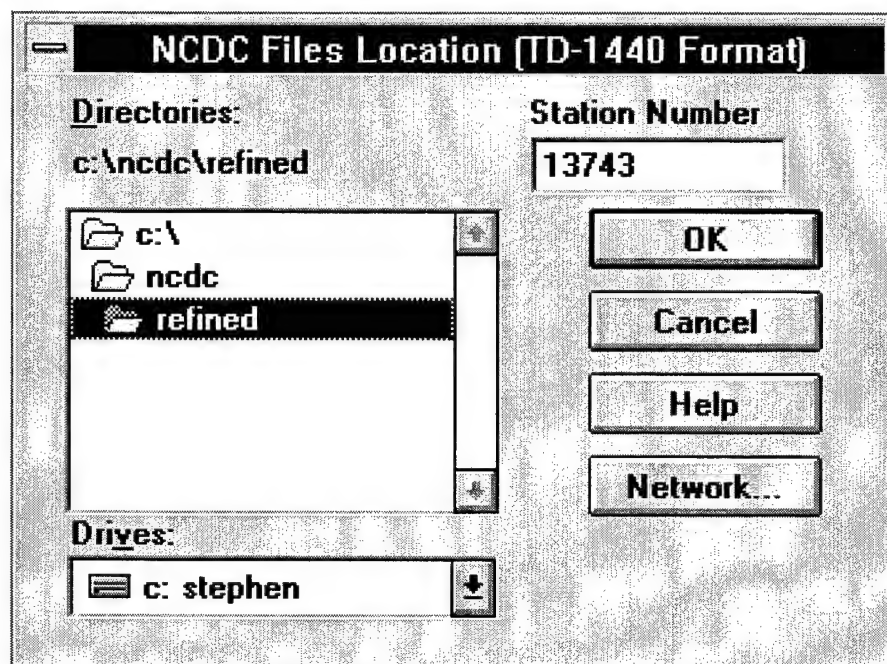 NCDC Files Location (TD-1440 Format)
Directories:
c:\ncdc\refined
c:\
ncdc
refined
Drives:
c: stephen
Station Number
13743
OK
Cancel
Help
Network...